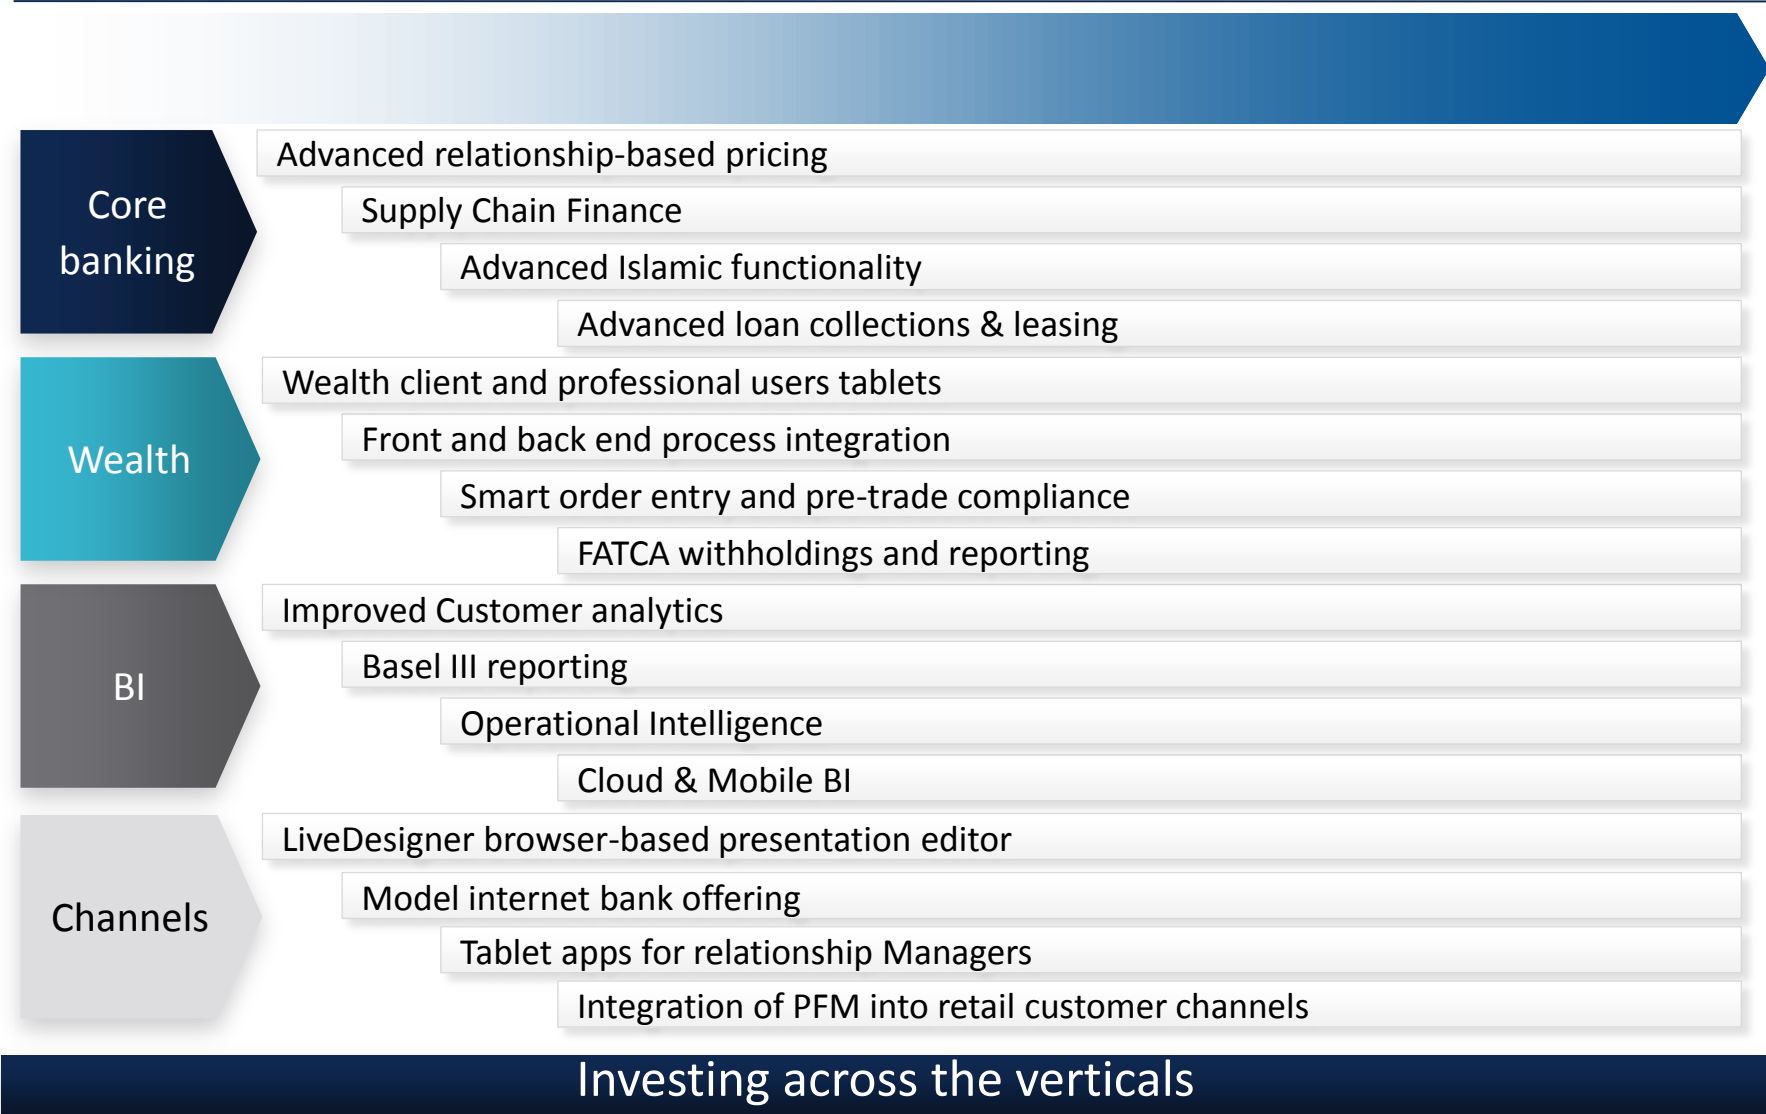 Core
banking
Advanced relationship-based pricing
Supply Chain Finance
Advanced Islamic functionality
Advanced loan collections & leasing
Wealth
Wealth client and professional users tablets
Front and back end process integration
Smart order entry and pre-trade compliance
FATCA withholdings and reporting
BI
Improved Customer analytics
Basel III reporting
Operational Intelligence
Cloud & Mobile BI
Channels
LiveDesigner browser-based presentation editor
Model internet bank offering
Tablet apps for relationship Managers
Integration of PFM into retail customer channels
Investing across the verticals